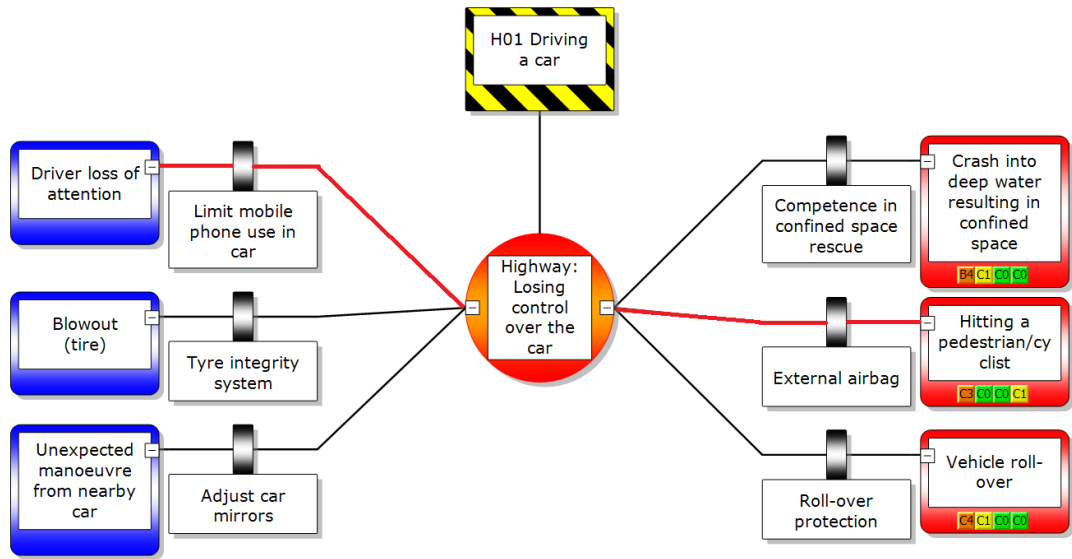 H01 Driving
a car
Driver loss of
attention
Limit mobile
phone use in
car
Blowout
(tire)
Tyre integrity
system
Unexpected
manoeuvre
from nearby
car
Adjust car
mirrors
Highway:
Losing
control
over the
car
Competence in
confined space
rescue
Crash into
deep water
resulting in
confined
space
B4 C1 C0 C0
External airbag
Hitting a
pedestrian/cy
clist
C3 C0 C0 C1
Roll-over
protection
Vehicle roll-
over
C4 C1 C0 C0